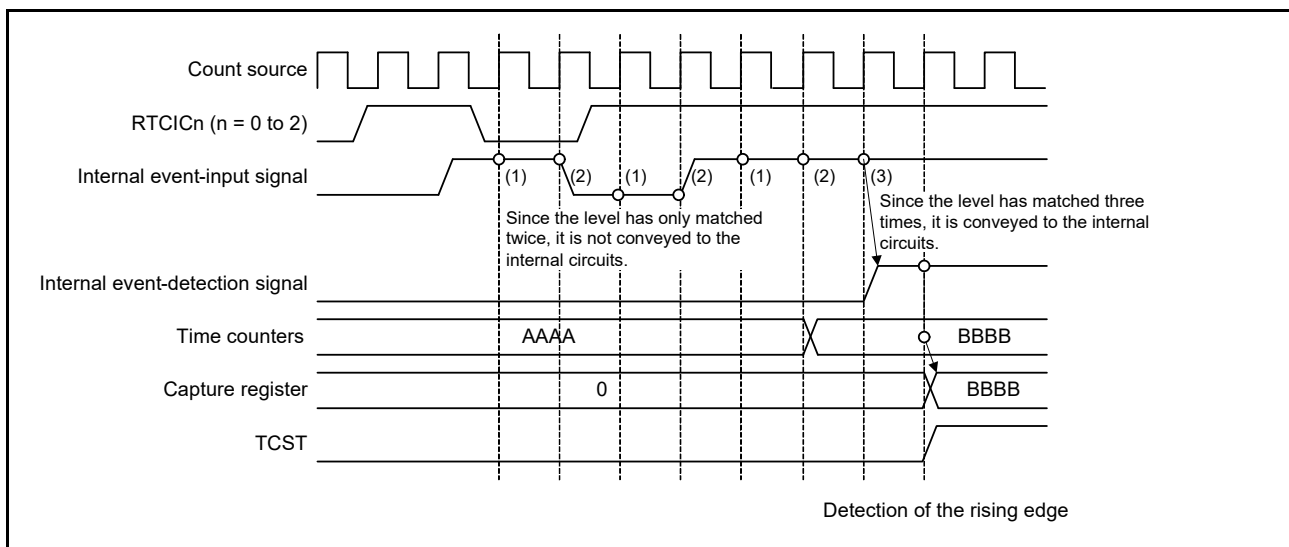 Count source
RTCICn (n = 0 to 2)
Internal event-input signal
(1)
(2)
(1)
(2)
(1)
(2)
(3)
Since the level has only matched
twice, it is not conveyed to the
internal circuits.
Since the level has matched three
times, it is conveyed to the internal
circuits.
Internal event-detection signal
Time counters
AAAA
BBBB
Capture register
0
BBBB
TCST
Detection of the rising edge